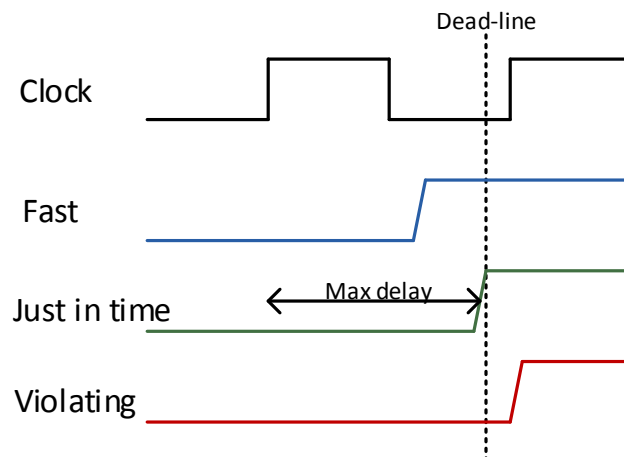 Dead-line
Clock
Fast
Max delay
Just in time
Violating